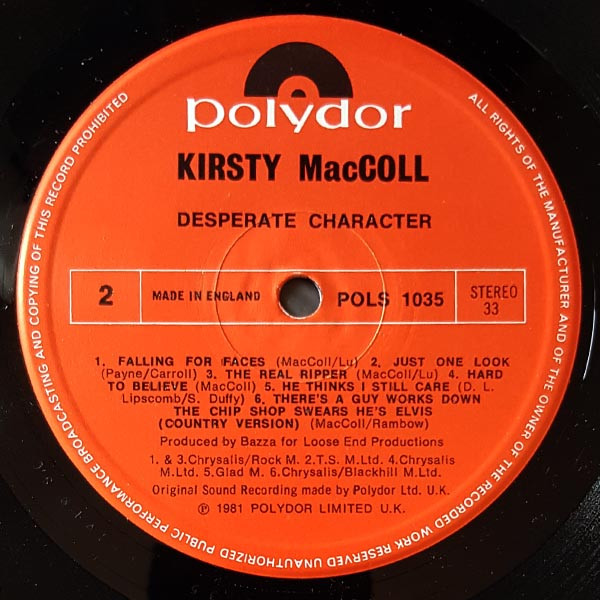 polydor
KIRSTY MacCOLL
DESPERATE CHARACTER
2
MADE IN ENGLAND
POLS 1035
STEREO
33
1. FALLING FOR FACES (MacColl/Lu) 2. JUST ONE LOOK
(Payne/Carroll) 3. THE REAL RIPPER (MacColl/Lu) 4. HARD
TO BELIEVE (MacColl) 5. HE THINKS I STILL CARE (D. L.
Lipscomb/S. Duffy) 6. THERE'S A GUY WORKS DOWN
THE CHIP SHOP SWEARS HE'S ELVIS
(COUNTRY VERSION) (MacColl/Rambow)
Produced by Bazza for Loose End Productions
1. & 3. Chrysalis/Rock M. 2.T.S. M.Ltd. 4.Chrysalis
M.Ltd. 5.Glad M. 6.Chrysalis/Blackhill M.Ltd.
Original Sound Recording made by Polydor Ltd. U.K.
℗ 1981 POLYDOR LIMITED U.K.
ALL RIGHTS OF THE MANUFACTURER AND OF THE OWNER OF THE RECORDED WORK RESERVED UNAUTHORIZED PUBLIC PERFORMANCE BROADCASTING AND COPYING OF THIS RECORD PROHIBITED